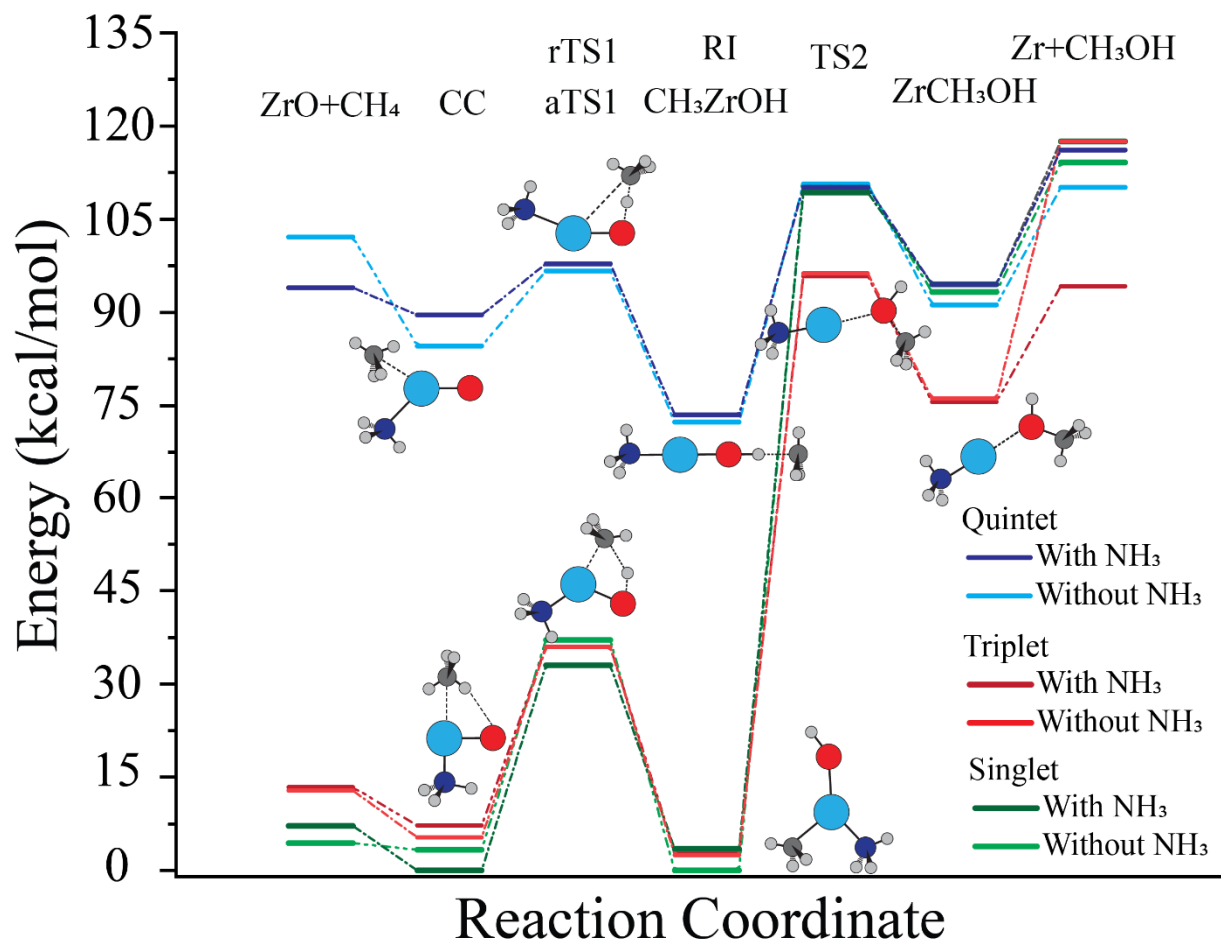 135
120
105
90
75
60
45
30
15
0
Energy (kcal/mol)
Reaction Coordinate
ZrO+CH₄
CC
rTS1
aTS1
RI
CH₃ZrOH
TS2
ZrCH₃OH
Zr+CH₃OH
Quintet
With NH₃
Without NH₃
Triplet
With NH₃
Without NH₃
Singlet
With NH₃
Without NH₃